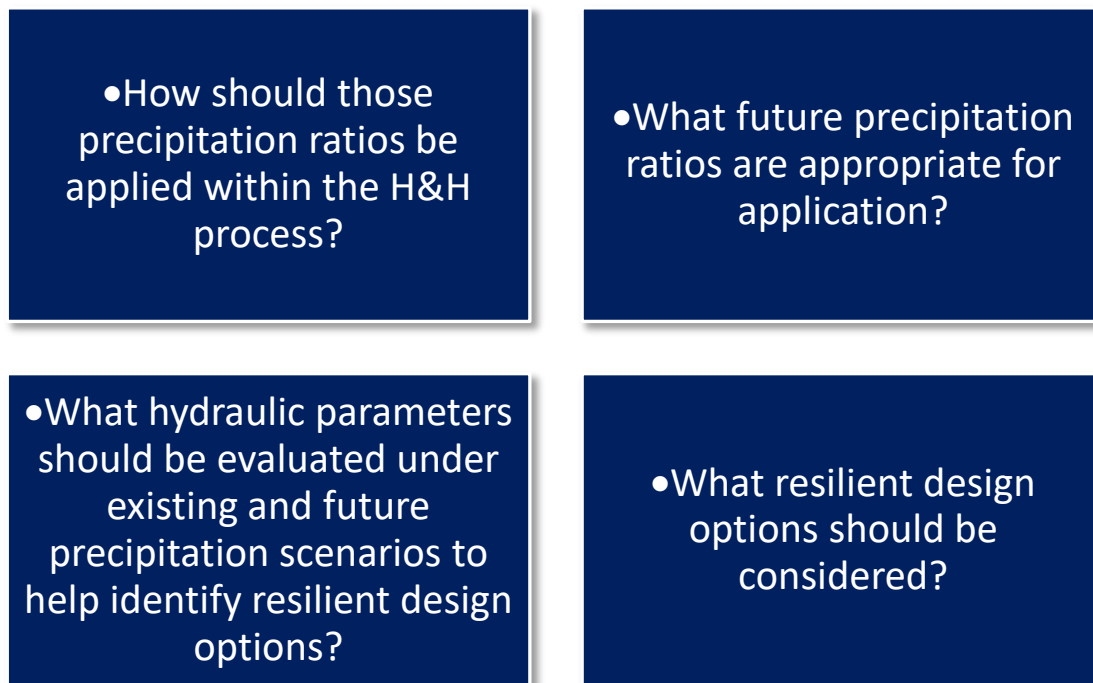 •How should those
precipitation ratios be
applied within the H&H
process?
•What future precipitation
ratios are appropriate for
application?
•What hydraulic parameters
should be evaluated under
existing and future
precipitation scenarios to
help identify resilient design
options?
•What resilient design
options should be
considered?